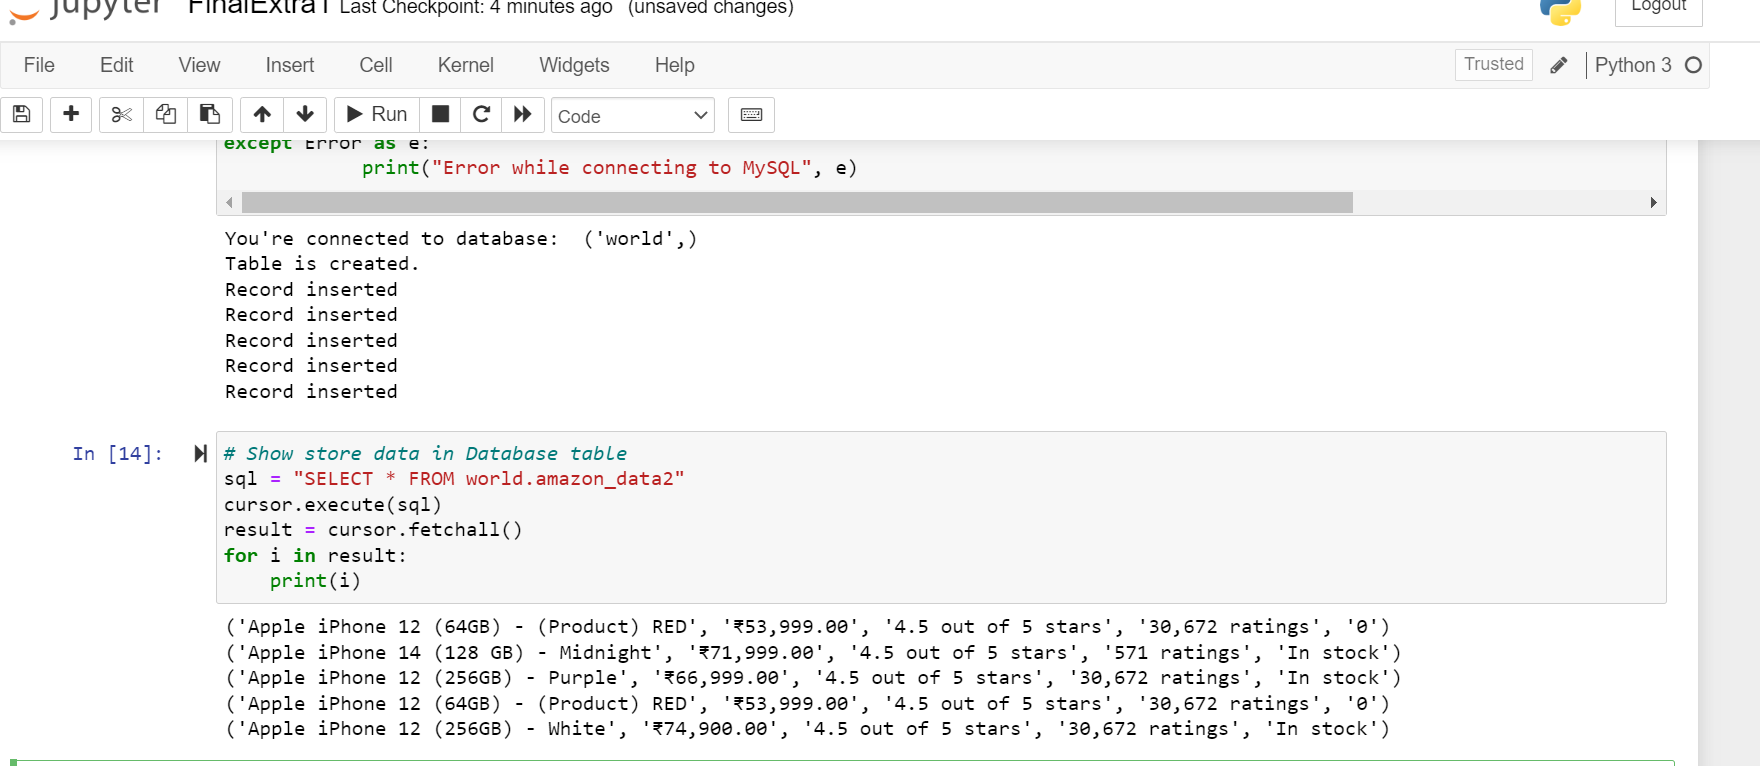 jupyter FinalExtra1 Last Checkpoint: 4 minutes ago (unsaved changes) Logout
File Edit View Insert Cell Kernel Widgets Help Trusted Python 3
Run Code
except Error as e:
print("Error while connecting to MySQL", e)
You're connected to database:  ('world',)
Table is created.
Record inserted
Record inserted
Record inserted
Record inserted
Record inserted
In [14]: # Show store data in Database table
sql = "SELECT * FROM world.amazon_data2"
cursor.execute(sql)
result = cursor.fetchall()
for i in result:
    print(i)
('Apple iPhone 12 (64GB) - (Product) RED', '₹53,999.00', '4.5 out of 5 stars', '30,672 ratings', '0')
('Apple iPhone 14 (128 GB) - Midnight', '₹71,999.00', '4.5 out of 5 stars', '571 ratings', 'In stock')
('Apple iPhone 12 (256GB) - Purple', '₹66,999.00', '4.5 out of 5 stars', '30,672 ratings', 'In stock')
('Apple iPhone 12 (64GB) - (Product) RED', '₹53,999.00', '4.5 out of 5 stars', '30,672 ratings', '0')
('Apple iPhone 12 (256GB) - White', '₹74,900.00', '4.5 out of 5 stars', '30,672 ratings', 'In stock')